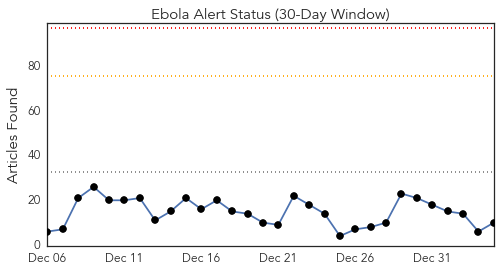 Ebola Alert Status (30-Day Window)
Articles Found
80
60
40
20
0
Dec 06 Dec 11 Dec 16 Dec 21 Dec 26 Dec 31